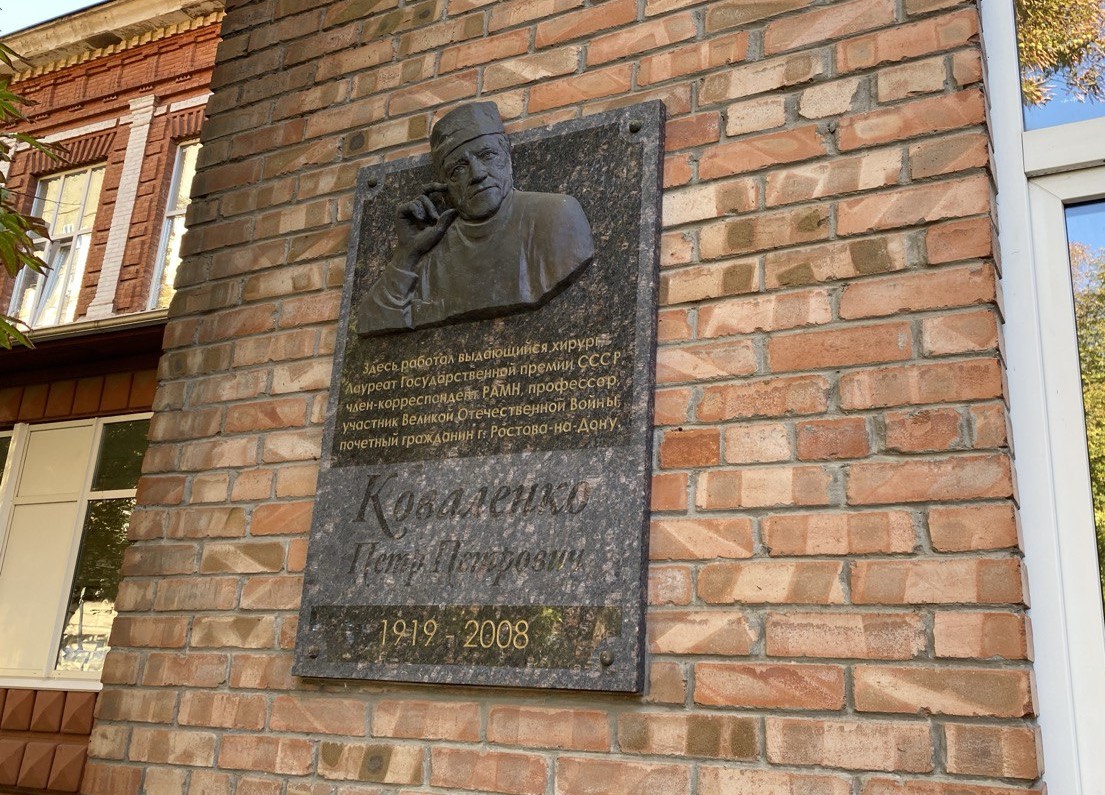 Здесь работал выдающийся хирург,
Лауреат Государственной премии СССР,
член-корреспондент РАМН, профессор,
участник Великой Отечественной Войны,
почетный гражданин г. Ростова-на-Дону,
Коваленко
Петр Петрович
1919 - 2008